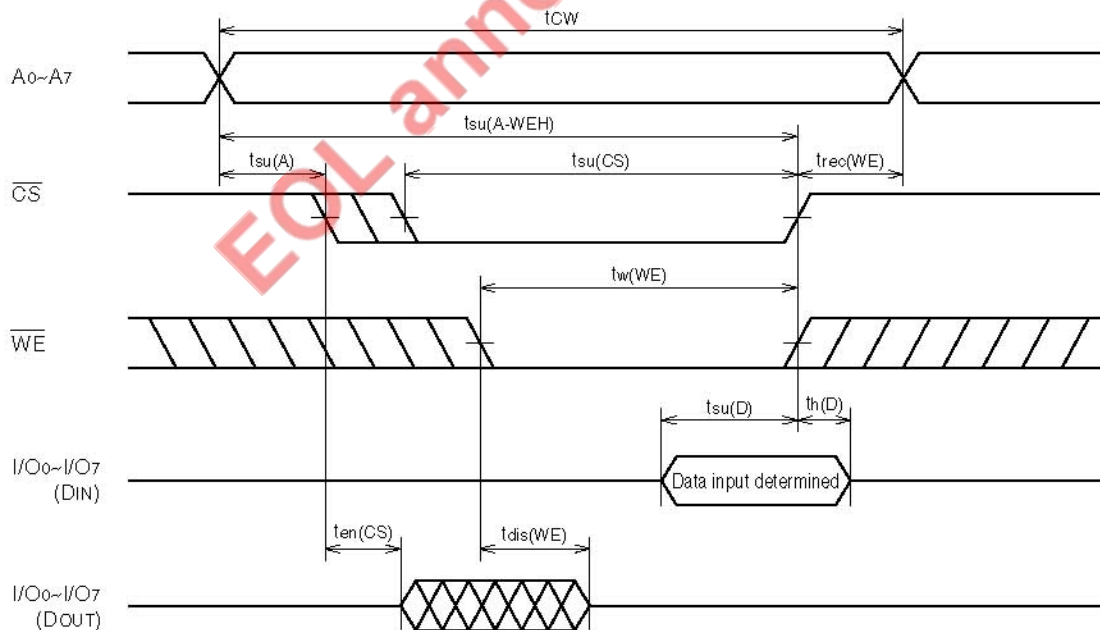 tCW
A0~A7
tsu(A-WEH)
tsu(A)
tsu(CS)
trec(WE)
CS
tw(WE)
WE
tsu(D)
th(D)
I/O0~I/O7
(DIN)
Data input determined
ten(CS)
tdis(WE)
I/O0~I/O7
(DOUT)
EOL anno